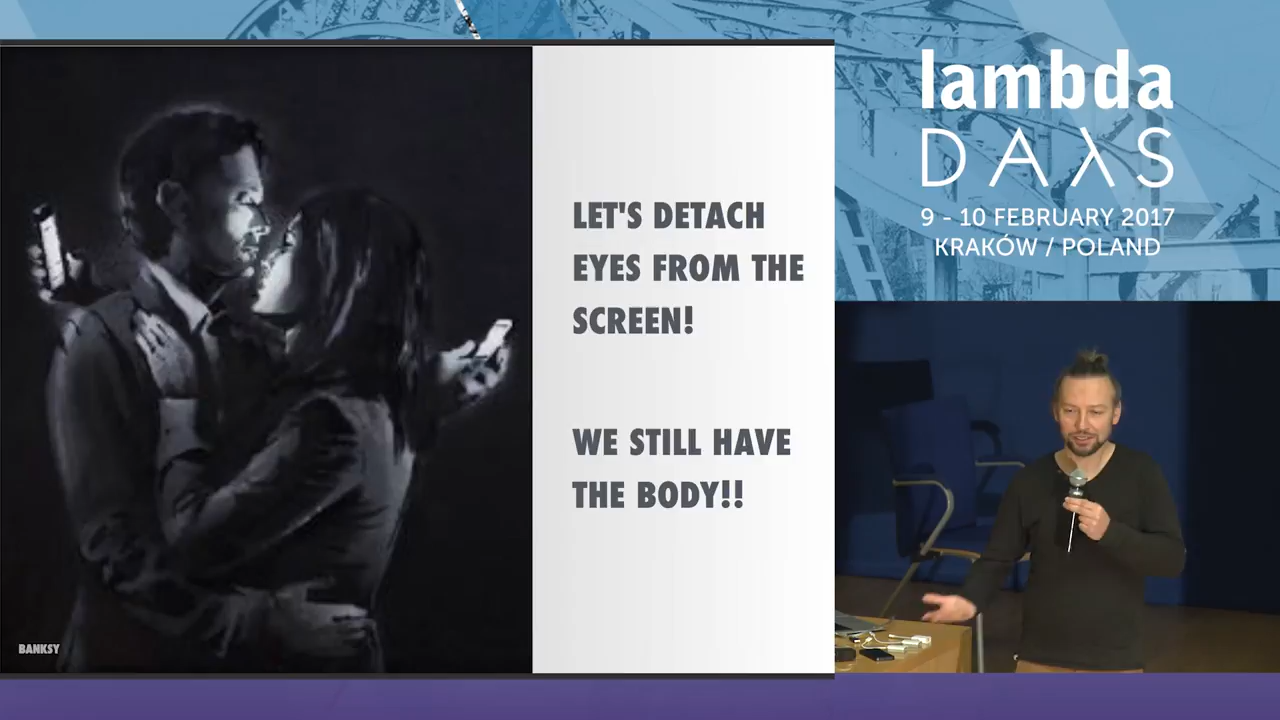 LET'S DETACH
EYES FROM THE
SCREEN!
WE STILL HAVE
THE BODY!!
BANKSY
lambda
DAλS
9 - 10 FEBRUARY 2017
KRAKÓW / POLAND